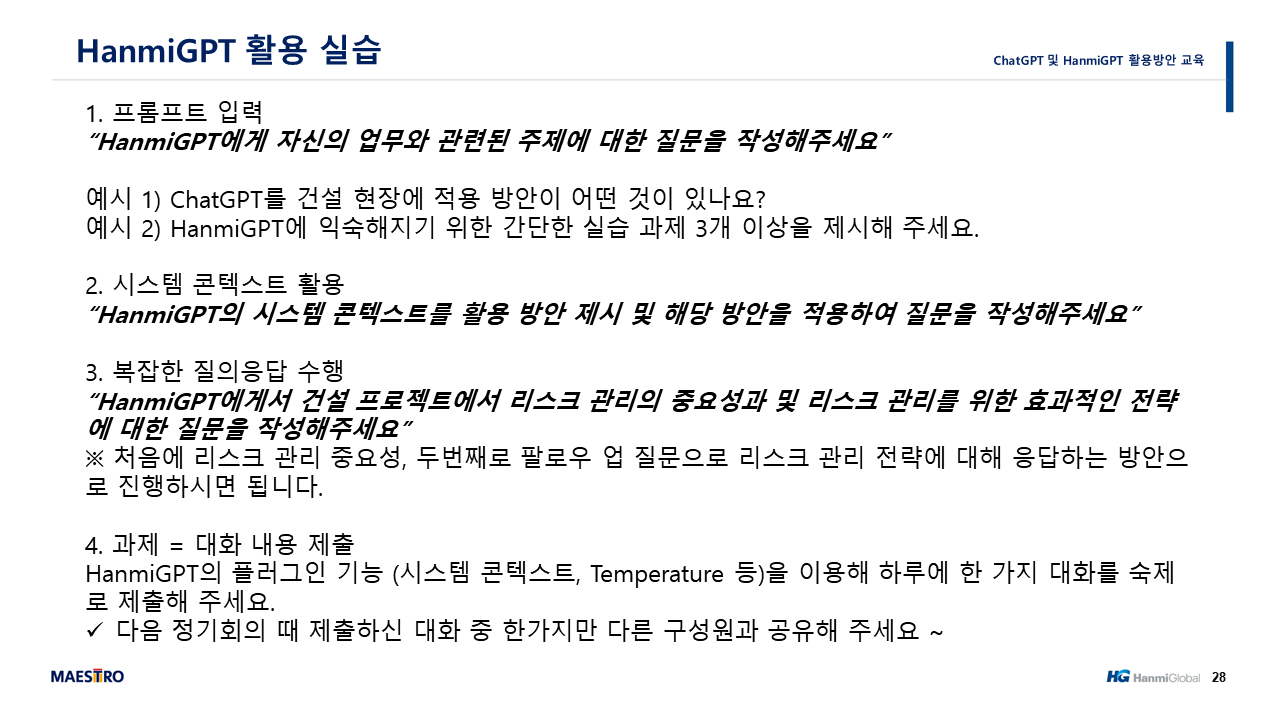 HanmiGPT 활용 실습
ChatGPT 및 HanmiGPT 활용방안 교육
1. 프롬프트 입력
“HanmiGPT에게 자신의 업무와 관련된 주제에 대한 질문을 작성해주세요”
예시 1) ChatGPT를 건설 현장에 적용 방안이 어떤 것이 있나요?
예시 2) HanmiGPT에 익숙해지기 위한 간단한 실습 과제 3개 이상을 제시해 주세요.
2. 시스템 콘텍스트 활용
“HanmiGPT의 시스템 콘텍스트를 활용 방안 제시 및 해당 방안을 적용하여 질문을 작성해주세요”
3. 복잡한 질의응답 수행
“HanmiGPT에게서 건설 프로젝트에서 리스크 관리의 중요성과 및 리스크 관리를 위한 효과적인 전략
에 대한 질문을 작성해주세요”
※ 처음에 리스크 관리 중요성, 두번째로 팔로우 업 질문으로 리스크 관리 전략에 대해 응답하는 방안으
로 진행하시면 됩니다.
4. 과제 = 대화 내용 제출
HanmiGPT의 플러그인 기능 (시스템 콘텍스트, Temperature 등)을 이용해 하루에 한 가지 대화를 숙제
로 제출해 주세요.
✓ 다음 정기회의 때 제출하신 대화 중 한가지만 다른 구성원과 공유해 주세요 ~
MAESTRO
HG HanmiGlobal 28